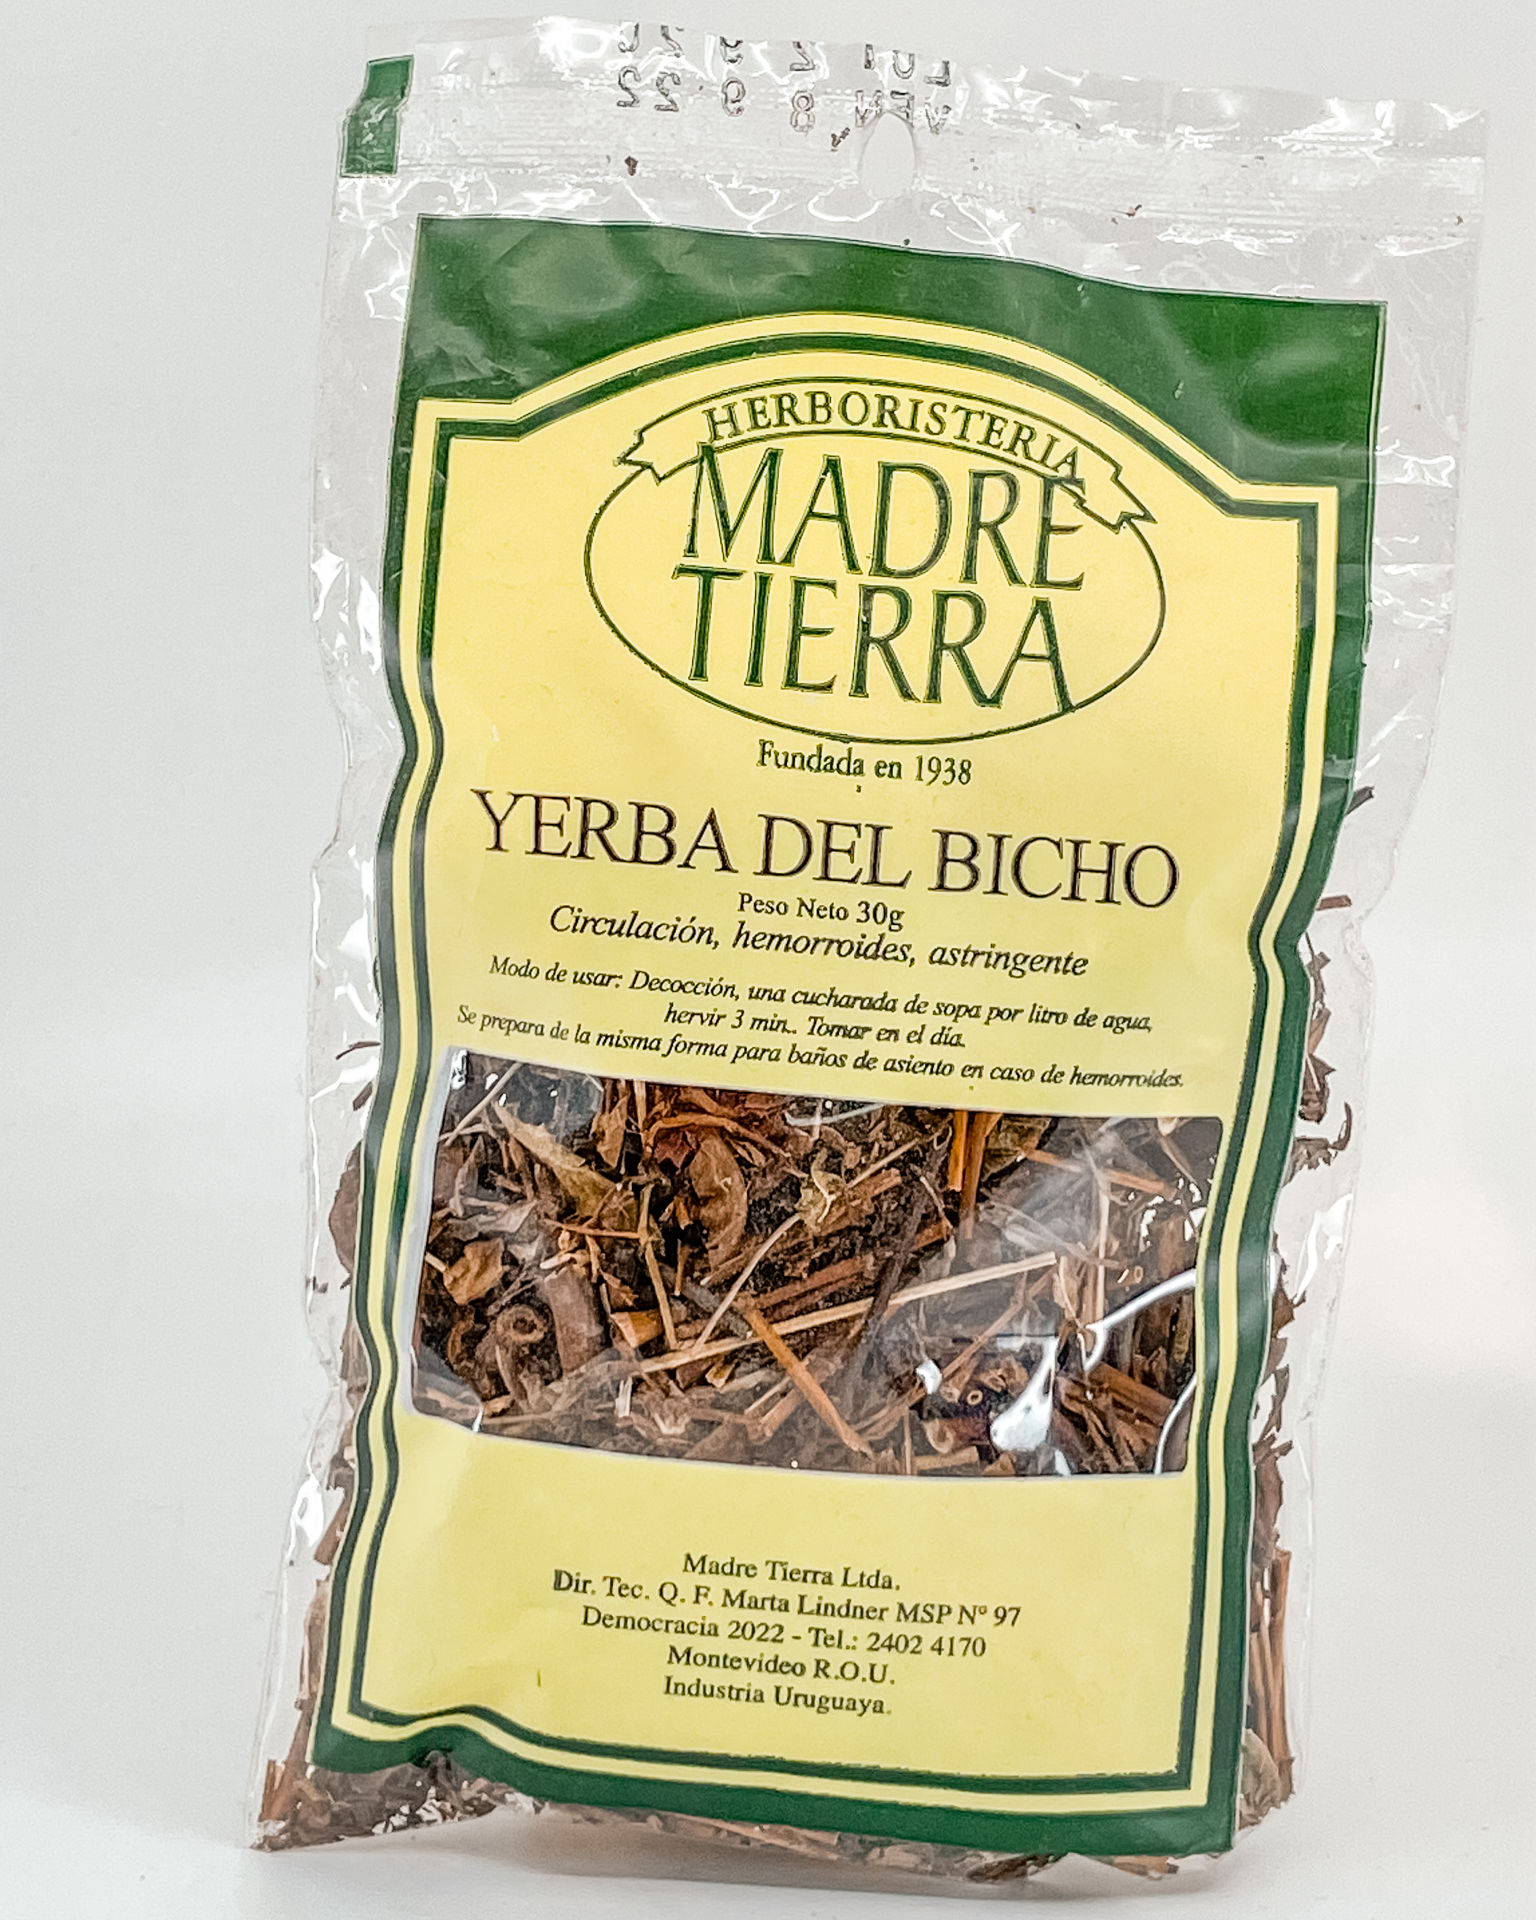 HERBORISTERIA
MADRE
TIERRA
Fundada en 1938
YERBA DEL BICHO
Peso Neto 30g
Circulación, hemorroides, astringente
Modo de usar: Decocción, una cucharada de sopa por litro de agua,
hervir 3 min.. Tomar en el día.
Se prepara de la misma forma para baños de asiento en caso de hemorroides.
Madre Tierra Ltda.
Dir. Tec. Q. F. Marta Lindner MSP Nº 97
Democracia 2022 - Tel.: 2402 4170
Montevideo R.O.U.
Industria Uruguaya.